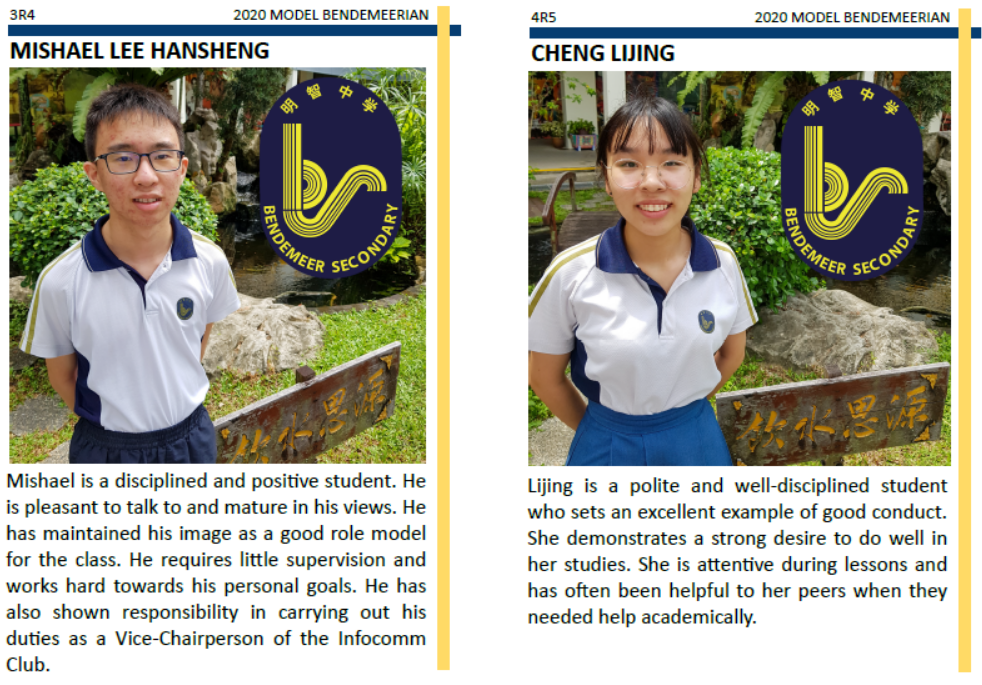 3R4 2020 MODEL BENDEMEERIAN
MISHAEL LEE HANSHENG
明智中学
BENDEMEER SECONDARY
饮水思源
Mishael is a disciplined and positive student. He
is pleasant to talk to and mature in his views. He
has maintained his image as a good role model
for the class. He requires little supervision and
works hard towards his personal goals. He has
also shown responsibility in carrying out his
duties as a Vice-Chairperson of the Infocomm
Club.
4R5 2020 MODEL BENDEMEERIAN
CHENG LIJING
明智中学
BENDEMEER SECONDARY
饮水思源
Lijing is a polite and well-disciplined student
who sets an excellent example of good conduct.
She demonstrates a strong desire to do well in
her studies. She is attentive during lessons and
has often been helpful to her peers when they
needed help academically.